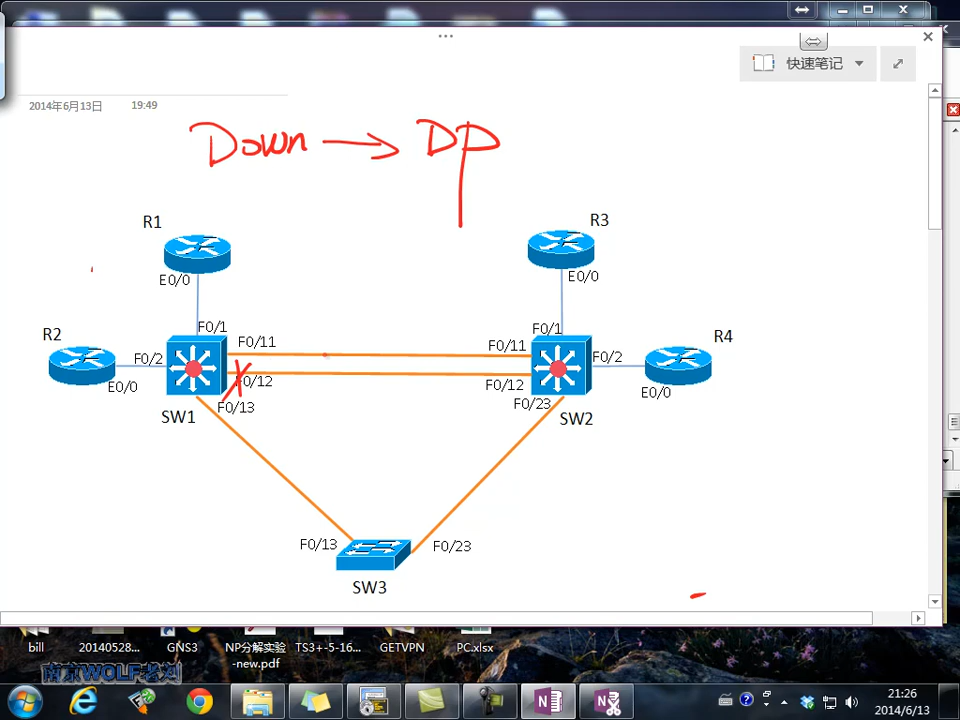 快速笔记
2014年6月13日 19:49
Down → DP
R1
R3
E0/0
E0/0
F0/1
F0/1
R2
R4
F0/2
F0/11
F0/11
F0/2
E0/0
F0/12
F0/12
E0/0
F0/13
F0/23
SW1
SW2
F0/13
F0/23
SW3
bill
20140528...
GNS3
NP分解实验-new.pdf
TS3+-5-16...
GETVPN
PC.xlsx
南京WOLF老刘
21:26
2014/6/13